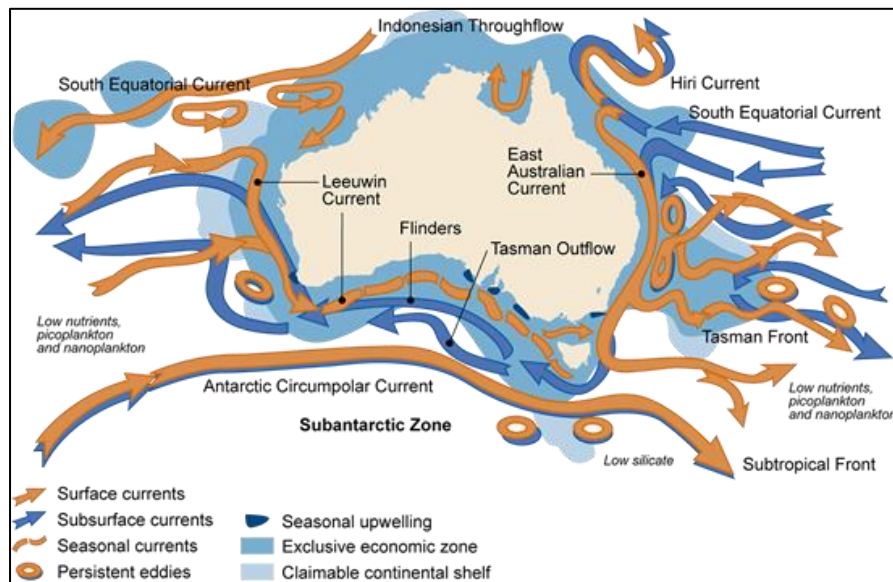 Indonesian Throughflow
South Equatorial Current
Hiri Current
South Equatorial Current
East
Australian
Current
Leeuwin
Current
Flinders
Tasman Outflow
Low nutrients,
picoplankton
and nanoplankton
Tasman Front
Antarctic Circumpolar Current
Low nutrients,
picoplankton
and nanoplankton
Subantarctic Zone
Low silicate
Subtropical Front
Surface currents
Subsurface currents
Seasonal currents
Persistent eddies
Seasonal upwelling
Exclusive economic zone
Claimable continental shelf